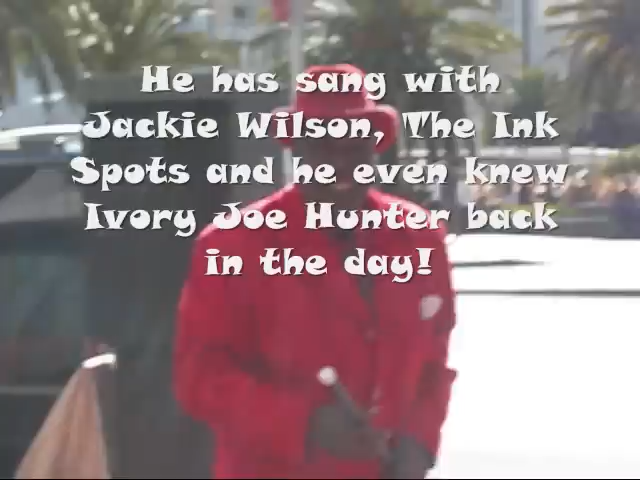 He has sang with
Jackie Wilson, The Ink
Spots and he even knew
Ivory Joe Hunter back
in the day!